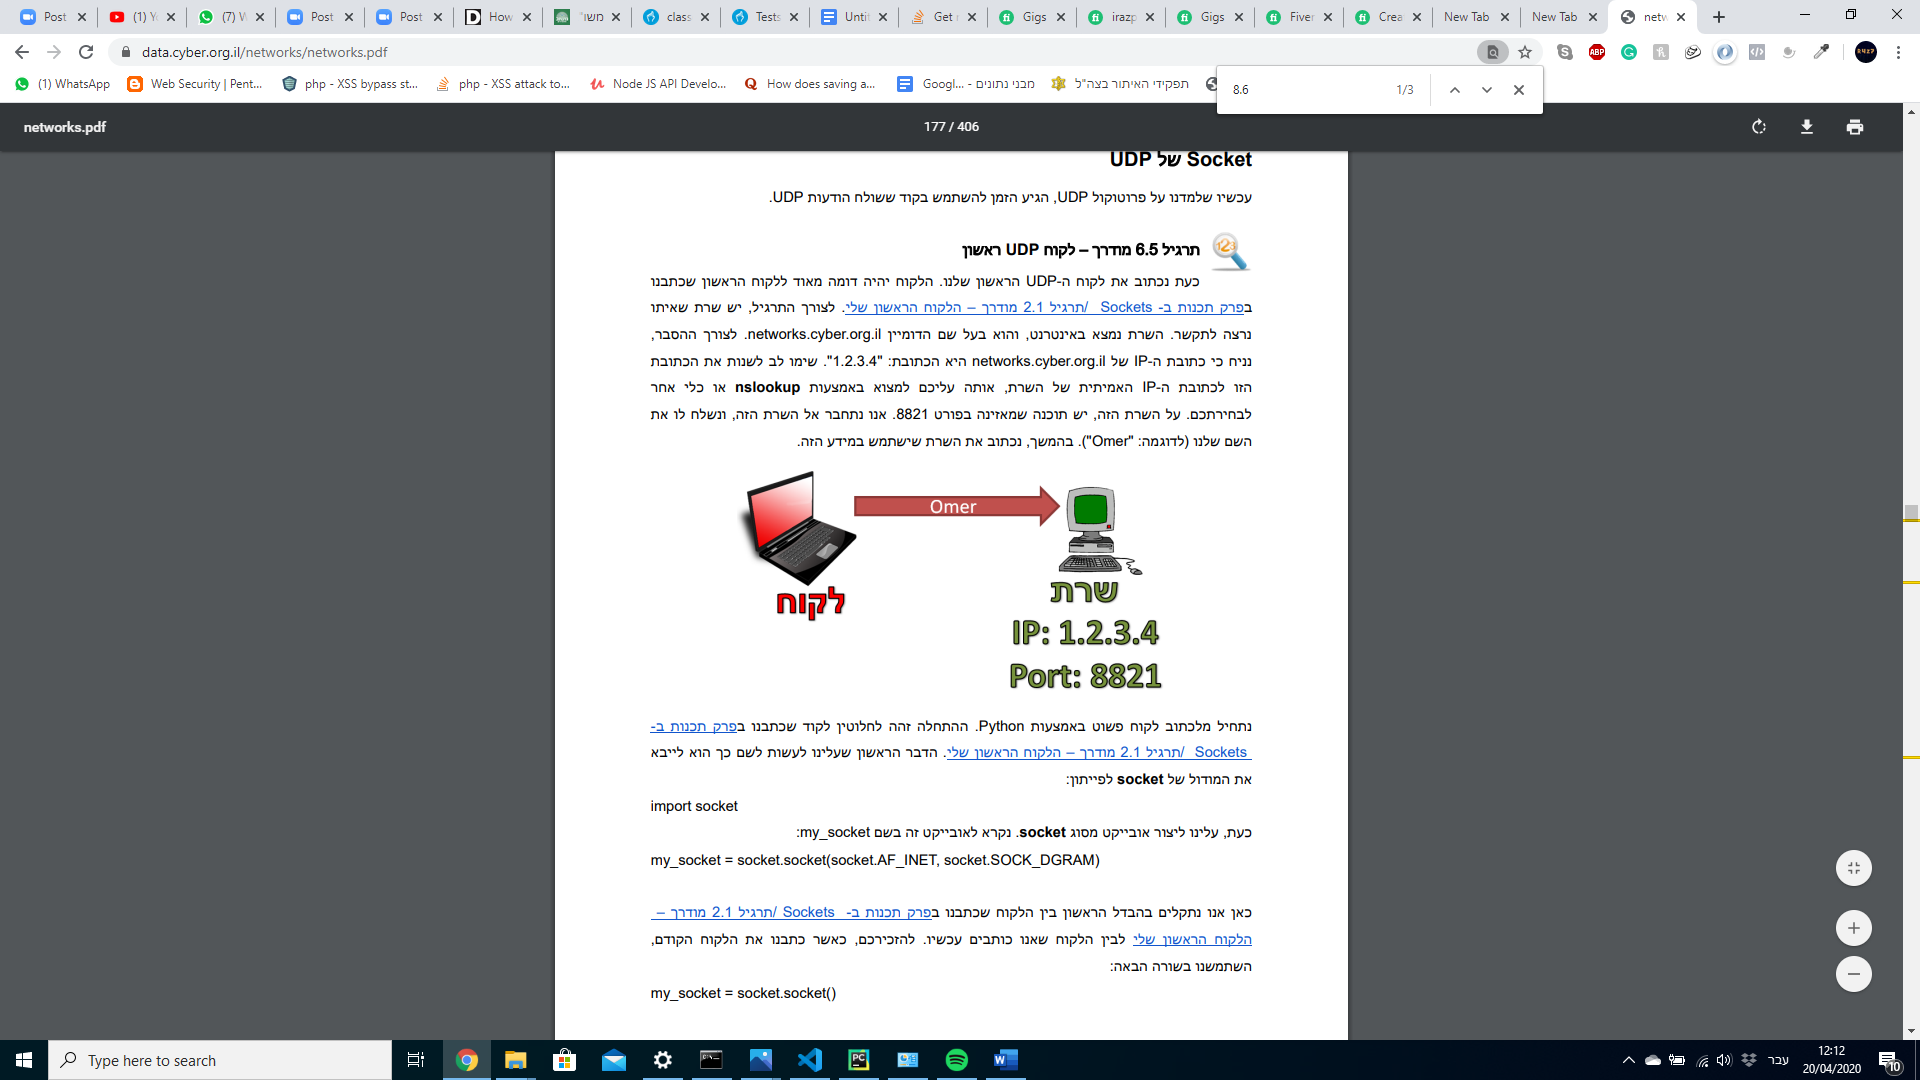 Post
(1) Y
(7) W
Post
Post
How
משו"
class
Tests
Unti
Get r
Gigs
irazp
Gigs
Fiver
Crea
New Tab
New Tab
netw
data.cyber.org.il/networks/networks.pdf
(1) WhatsApp
Web Security | Pent...
php - XSS bypass st...
php - XSS attack to...
Node JS API Develo...
How does saving a...
Googl... - מבני נתונים
תפקידי האיתור בצה"ל
8.6
1/3
networks.pdf
177 / 406
Socket של UDP
עכשיו שלמדנו על פרוטוקול UDP, הגיע הזמן להשתמש בקוד ששולח הודעות UDP.
תרגיל 6.5 מודרך – לקוח UDP ראשון
כעת נכתוב את לקוח ה-UDP הראשון שלנו. הלקוח יהיה דומה מאוד ללקוח הראשון שכתבנו
בפרק תכנות ב- Sockets /תרגיל 2.1 מודרך – הלקוח הראשון שלי. לצורך התרגיל, יש שרת שאיתו
נרצה לתקשר. השרת נמצא באינטרנט, והוא בעל שם הדומיין networks.cyber.org.il. לצורך ההסבר,
נניח כי כתובת ה-IP של networks.cyber.org.il היא הכתובת: "1.2.3.4". שימו לב לשנות את הכתובת
הזו לכתובת ה-IP האמיתית של השרת, אותה עליכם למצוא באמצעות nslookup או כלי אחר
לבחירתכם. על השרת הזה, יש תוכנה שמאזינה בפורט 8821. אנו נתחבר אל השרת הזה, ונשלח לו את
השם שלנו (לדוגמה: "Omer"). בהמשך, נכתוב את השרת שישתמש במידע הזה.
Omer
לקוח
שרת
IP: 1.2.3.4
Port: 8821
נתחיל מלכתוב לקוח פשוט באמצעות Python. ההתחלה זהה לחלוטין לקוד שכתבנו בפרק תכנות ב-
Sockets /תרגיל 2.1 מודרך – הלקוח הראשון שלי. הדבר הראשון שעלינו לעשות לשם כך הוא לייבא
את המודול של socket לפייתון:
import socket
כעת, עלינו ליצור אובייקט מסוג socket. נקרא לאובייקט זה בשם my_socket:
my_socket = socket.socket(socket.AF_INET, socket.SOCK_DGRAM)
כאן אנו נתקלים בהבדל הראשון בין הלקוח שכתבנו בפרק תכנות ב- Sockets /תרגיל 2.1 מודרך –
הלקוח הראשון שלי לבין הלקוח שאנו כותבים עכשיו. להזכירכם, כאשר כתבנו את הלקוח הקודם,
השתמשנו בשורה הבאה:
my_socket = socket.socket()
Type here to search
עבר
12:12
20/04/2020
10